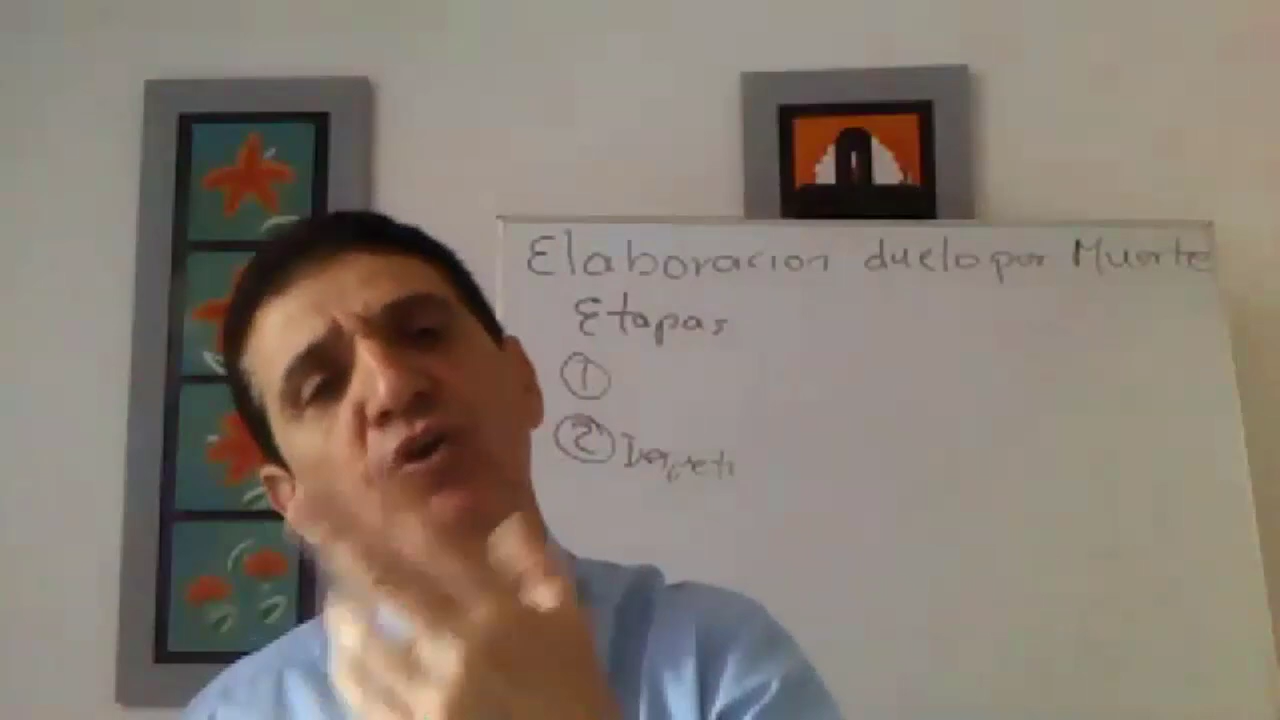 Elaboracion duelo por Muerte
Etapas
①
②